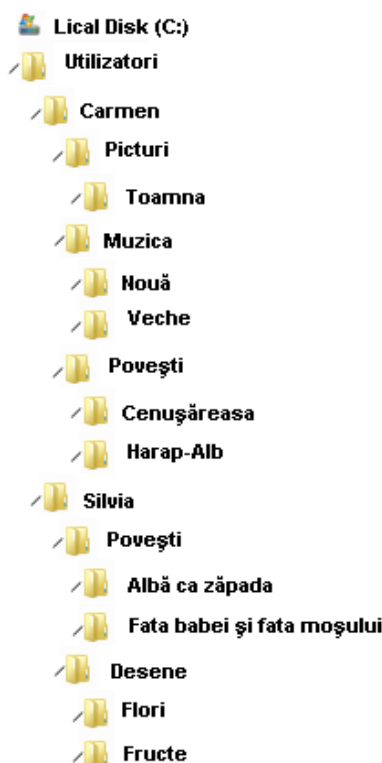 Lical Disk (C:)
Utilizatori
Carmen
Picturi
Toamna
Muzica
Nouă
Veche
Poveşti
Cenuşăreasa
Harap-Alb
Silvia
Poveşti
Albă ca zăpada
Fata babei şi fata moşului
Desene
Flori
Fructe